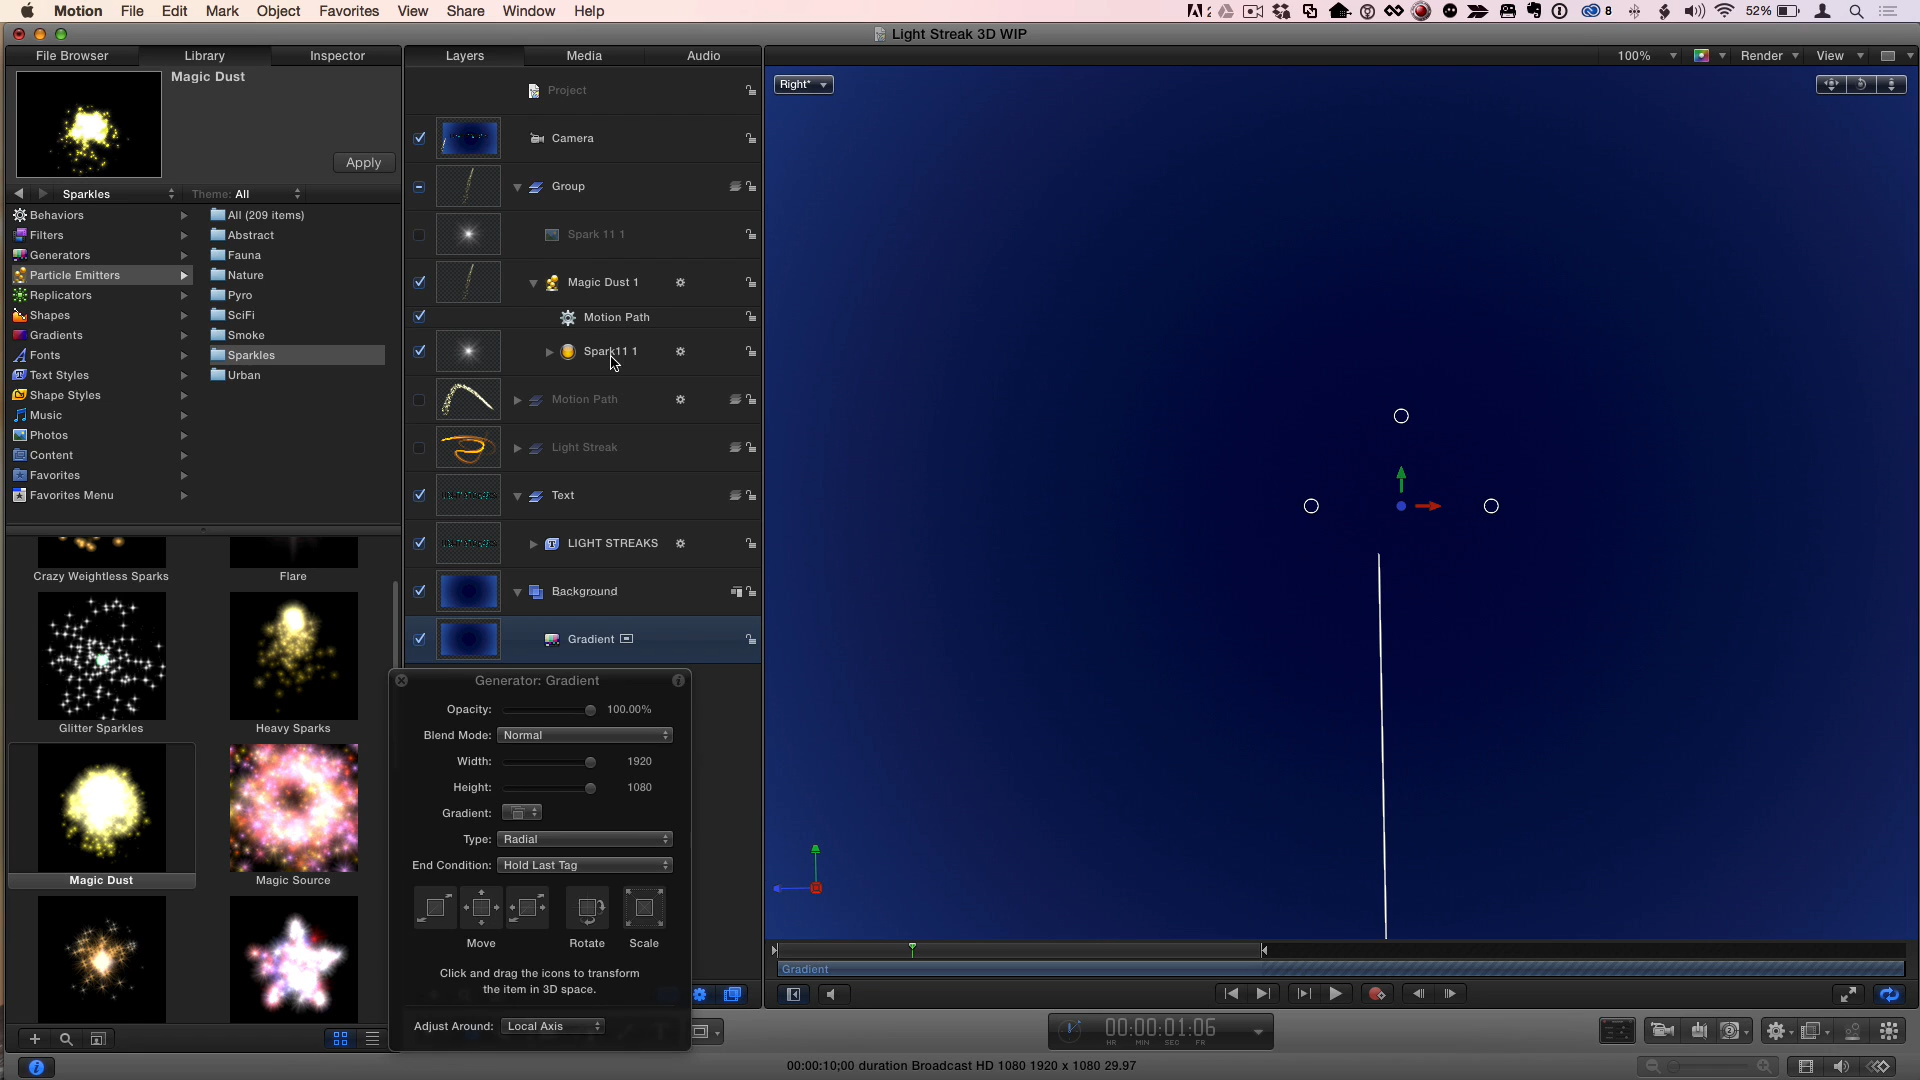 Motion File Edit Mark Object Favorites View Share Window Help
2 8 52%
Light Streak 3D WIP
File Browser Library Inspector Layers Media Audio 100% Render View
Magic Dust
Apply
Sparkles Theme: All
Behaviors
Filters
Generators
Particle Emitters
Replicators
Shapes
Gradients
Fonts
Text Styles
Shape Styles
Music
Photos
Content
Favorites
Favorites Menu
All (209 items)
Abstract
Fauna
Nature
Pyro
SciFi
Smoke
Sparkles
Urban
Crazy Weightless Sparks Flare
Glitter Sparkles Heavy Sparks
Magic Dust Magic Source
Project
Camera
Group
Spark 11 1
Magic Dust 1
Motion Path
Spark11 1
Motion Path
Light Streak
Text
LIGHT STREAKS
Background
Gradient
Generator: Gradient
Opacity: 100.00%
Blend Mode: Normal
Width: 1920
Height: 1080
Gradient:
Type: Radial
End Condition: Hold Last Tag
Move Rotate Scale
Click and drag the icons to transform
the item in 3D space.
Adjust Around: Local Axis
Right*
Gradient
00:00:01:06
HR MIN SEC FR
00:00:10;00 duration Broadcast HD 1080 1920 x 1080 29.97